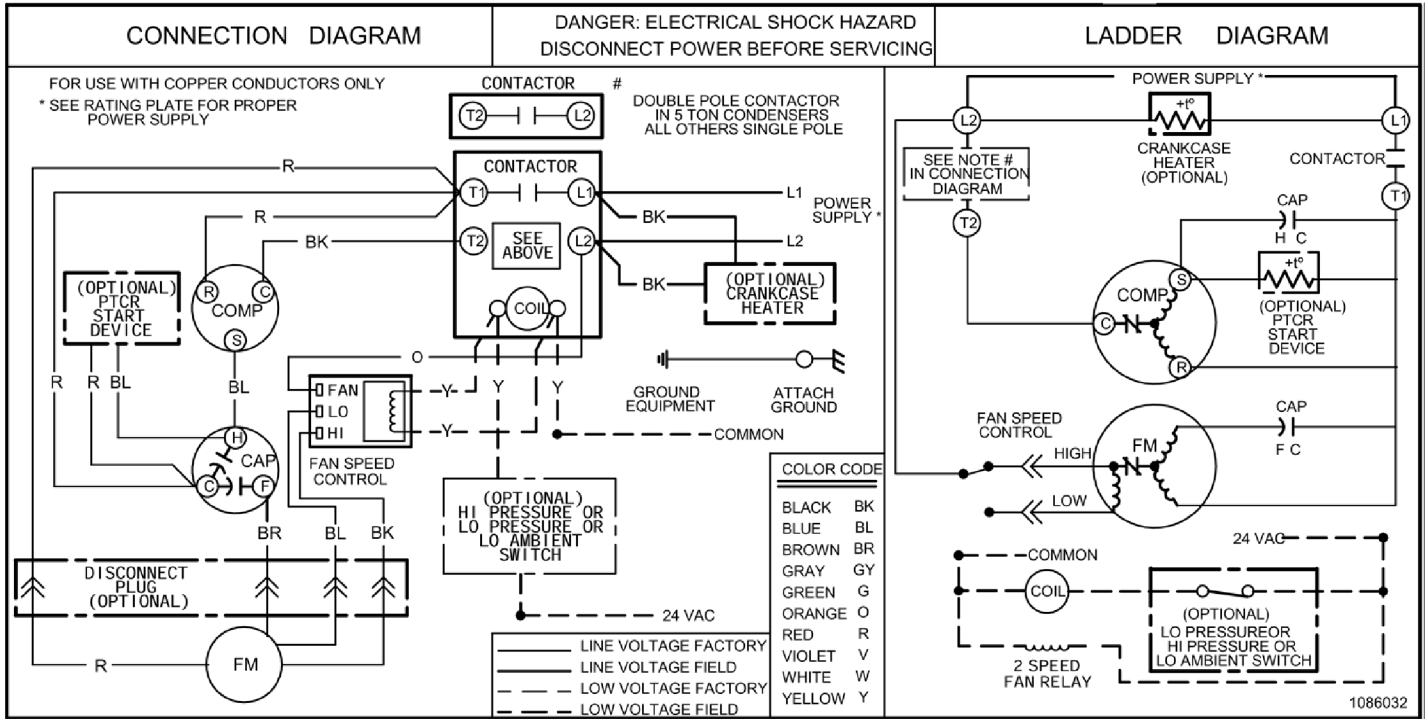 CONNECTION DIAGRAM
DANGER: ELECTRICAL SHOCK HAZARD
DISCONNECT POWER BEFORE SERVICING
LADDER DIAGRAM
FOR USE WITH COPPER CONDUCTORS ONLY
* SEE RATING PLATE FOR PROPER
POWER SUPPLY
CONTACTOR #
T2
L2
DOUBLE POLE CONTACTOR
IN 5 TON CONDENSERS
ALL OTHERS SINGLE POLE
CONTACTOR
T1
L1
T2
SEE
ABOVE
L2
COIL
R
R
BK
BK
BK
L1
POWER
SUPPLY *
L2
(OPTIONAL)
CRANKCASE
HEATER
(OPTIONAL)
PTCR
START
DEVICE
R
C
COMP
S
R
R
BL
BL
O
FAN
LO
HI
Y
Y
Y
Y
FAN SPEED
CONTROL
H
CAP
C
F
GROUND
EQUIPMENT
ATTACH
GROUND
COMMON
BR
BL
BK
(OPTIONAL)
HI PRESSURE OR
LO PRESSURE OR
LO AMBIENT
SWITCH
24 VAC
DISCONNECT
PLUG
(OPTIONAL)
R
FM
LINE VOLTAGE FACTORY
LINE VOLTAGE FIELD
LOW VOLTAGE FACTORY
LOW VOLTAGE FIELD
COLOR CODE
BLACK BK
BLUE BL
BROWN BR
GRAY GY
GREEN G
ORANGE O
RED R
VIOLET V
WHITE W
YELLOW Y
POWER SUPPLY *
L2
+t°
L1
CRANKCASE
HEATER
(OPTIONAL)
SEE NOTE #
IN CONNECTION
DIAGRAM
CONTACTOR
T1
T2
CAP
H C
+t°
(OPTIONAL)
PTCR
START
DEVICE
COMP
S
C
R
FAN SPEED
CONTROL
HIGH
LOW
FM
CAP
F C
24 VAC
COMMON
COIL
(OPTIONAL)
LO PRESSUREOR
HI PRESSURE OR
LO AMBIENT SWITCH
2 SPEED
FAN RELAY
1086032